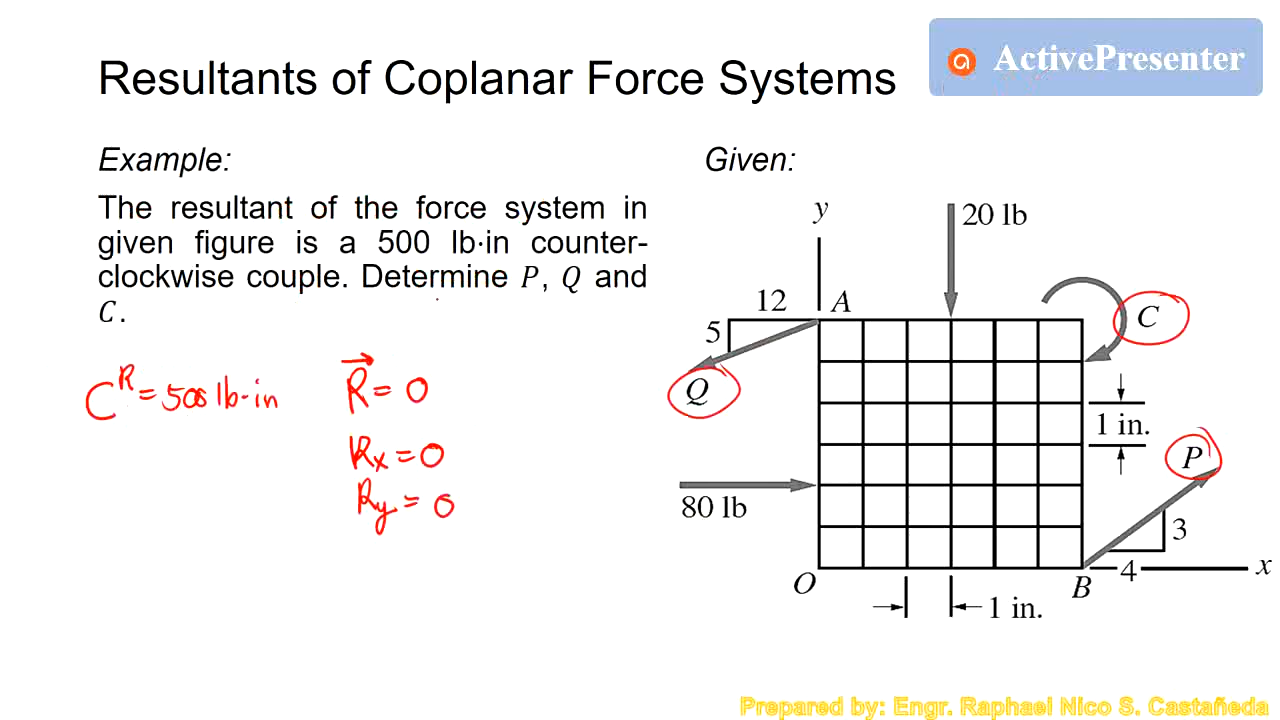 ActivePresenter
Resultants of Coplanar Force Systems
Example:
The resultant of the force system in
given figure is a 500 lb·in counter-
clockwise couple. Determine P, Q and
C.
C^R = 500 lb·in
R = 0
Rx = 0
Ry = 0
Given:
y
20 lb
12
A
5
C
Q
1 in.
P
80 lb
3
O
B
4
x
1 in.
Prepared by: Engr. Raphael Nico S. Castañeda